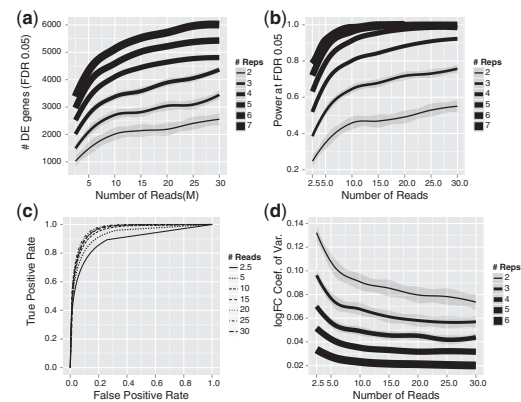 (a)
# DE genes (FDR 0.05)
6000
5000
4000
3000
2000
1000
5 10 15 20 25 30
Number of Reads(M)
# Reps
2
3
4
5
6
7
(b)
Power at FDR 0.05
1.0
0.8
0.6
0.4
0.2
2.5 5.0 10.0 15.0 20.0 25.0 30.0
Number of Reads
# Reps
2
3
4
5
6
7
(c)
True Positive Rate
1.0
0.8
0.6
0.4
0.2
0.0
0.0 0.2 0.4 0.6 0.8 1.0
False Positive Rate
# Reads
2.5
5
10
15
20
25
30
(d)
logFC Coef. of Var.
0.14
0.12
0.10
0.08
0.06
0.04
0.02
2.5 5.0 10.0 15.0 20.0 25.0 30.0
Number of Reads
# Reps
2
3
4
5
6